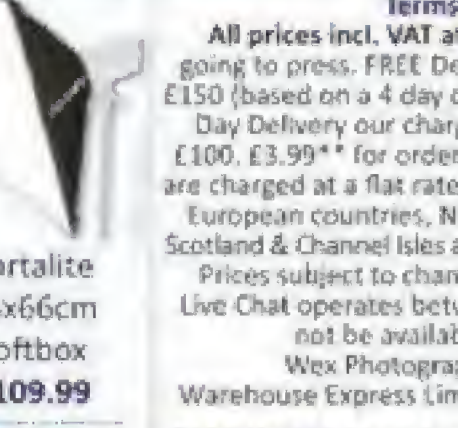 ortalite
x66cm
oftbox
109.99
Terms
All prices incl. VAT at
going to press. FREE De
£150 (based on a 4 day d
Day Delivery our charg
£100. £3.99** for order
are charged at a flat rate
European countries, N
Scotland & Channel Isles a
Prices subject to chan
Live Chat operates betw
not be availab
Wex Photogra
Warehouse Express Lim